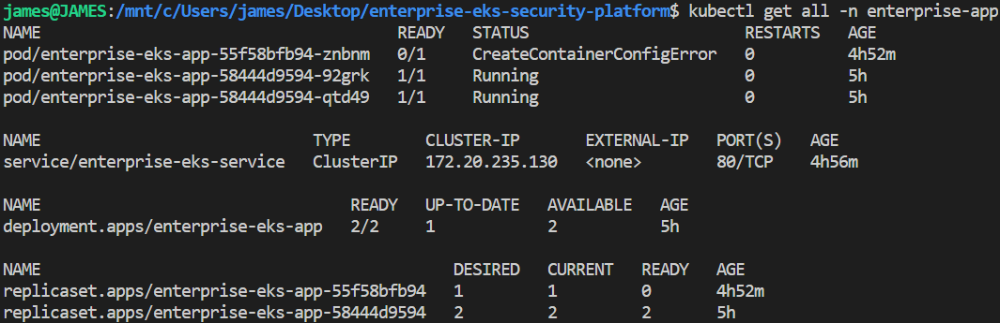 james@JAMES:/mnt/c/Users/james/Desktop/enterprise-eks-security-platform$ kubectl get all -n enterprise-app
NAME READY STATUS RESTARTS AGE
pod/enterprise-eks-app-55f58bfb94-znbnm 0/1 CreateContainerConfigError 0 4h52m
pod/enterprise-eks-app-58444d9594-92grk 1/1 Running 0 5h
pod/enterprise-eks-app-58444d9594-qtd49 1/1 Running 0 5h
NAME TYPE CLUSTER-IP EXTERNAL-IP PORT(S) AGE
service/enterprise-eks-service ClusterIP 172.20.235.130 <none> 80/TCP 4h56m
NAME READY UP-TO-DATE AVAILABLE AGE
deployment.apps/enterprise-eks-app 2/2 1 2 5h
NAME DESIRED CURRENT READY AGE
replicaset.apps/enterprise-eks-app-55f58bfb94 1 1 0 4h52m
replicaset.apps/enterprise-eks-app-58444d9594 2 2 2 5h